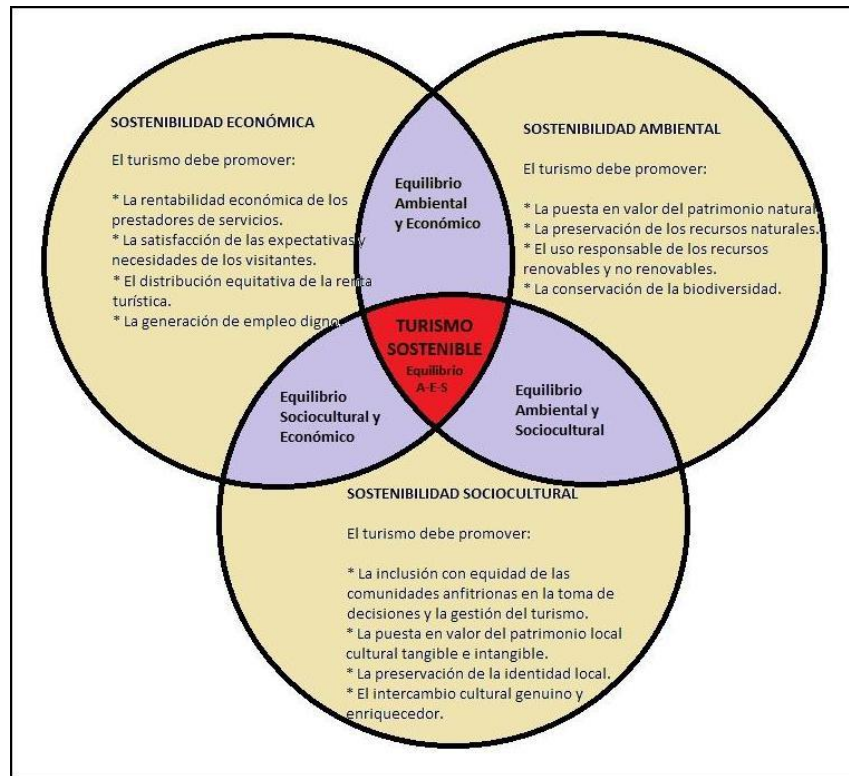 SOSTENIBILIDAD ECONÓMICA
El turismo debe promover:
* La rentabilidad económica de los
prestadores de servicios.
* La satisfacción de las expectativas y
necesidades de los visitantes.
* El distribución equitativa de la renta
turística.
* La generación de empleo digno.
Equilibrio
Ambiental
y Económico
SOSTENIBILIDAD AMBIENTAL
El turismo debe promover:
* La puesta en valor del patrimonio natural.
* La preservación de los recursos naturales.
* El uso responsable de los recursos
renovables y no renovables.
* La conservación de la biodiversidad.
TURISMO
SOSTENIBLE
Equilibrio
A-E-S
Equilibrio
Sociocultural y
Económico
Equilibrio
Ambiental y
Sociocultural
SOSTENIBILIDAD SOCIOCULTURAL
El turismo debe promover:
* La inclusión con equidad de las
comunidades anfitrionas en la toma de
decisiones y la gestión del turismo.
* La puesta en valor del patrimonio local
cultural tangible e intangible.
* La preservación de la identidad local.
* El intercambio cultural genuino y
enriquecedor.